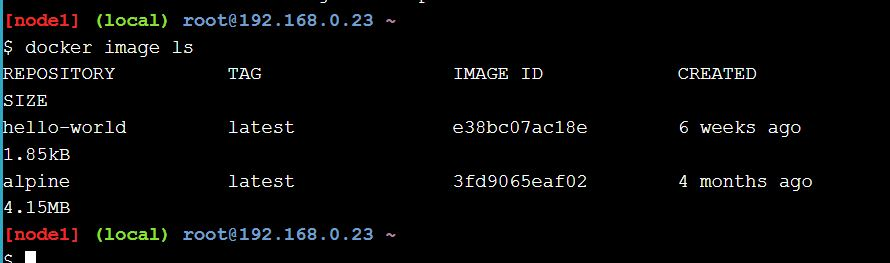 [node1] (local) root@192.168.0.23 ~
$ docker image ls
REPOSITORY TAG IMAGE ID CREATED
SIZE
hello-world latest e38bc07ac18e 6 weeks ago
1.85kB
alpine latest 3fd9065eaf02 4 months ago
4.15MB
[node1] (local) root@192.168.0.23 ~
$